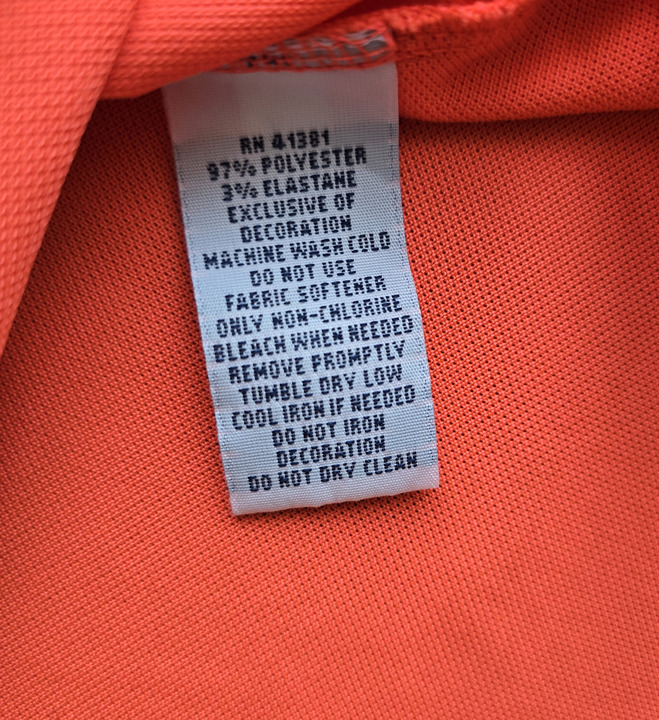 RN 41381
97% POLYESTER
3% ELASTANE
EXCLUSIVE OF
DECORATION
MACHINE WASH COLD
DO NOT USE
FABRIC SOFTENER
ONLY NON-CHLORINE
BLEACH WHEN NEEDED
REMOVE PROMPTLY
TUMBLE DRY LOW
COOL IRON IF NEEDED
DO NOT IRON
DECORATION
DO NOT DRY CLEAN